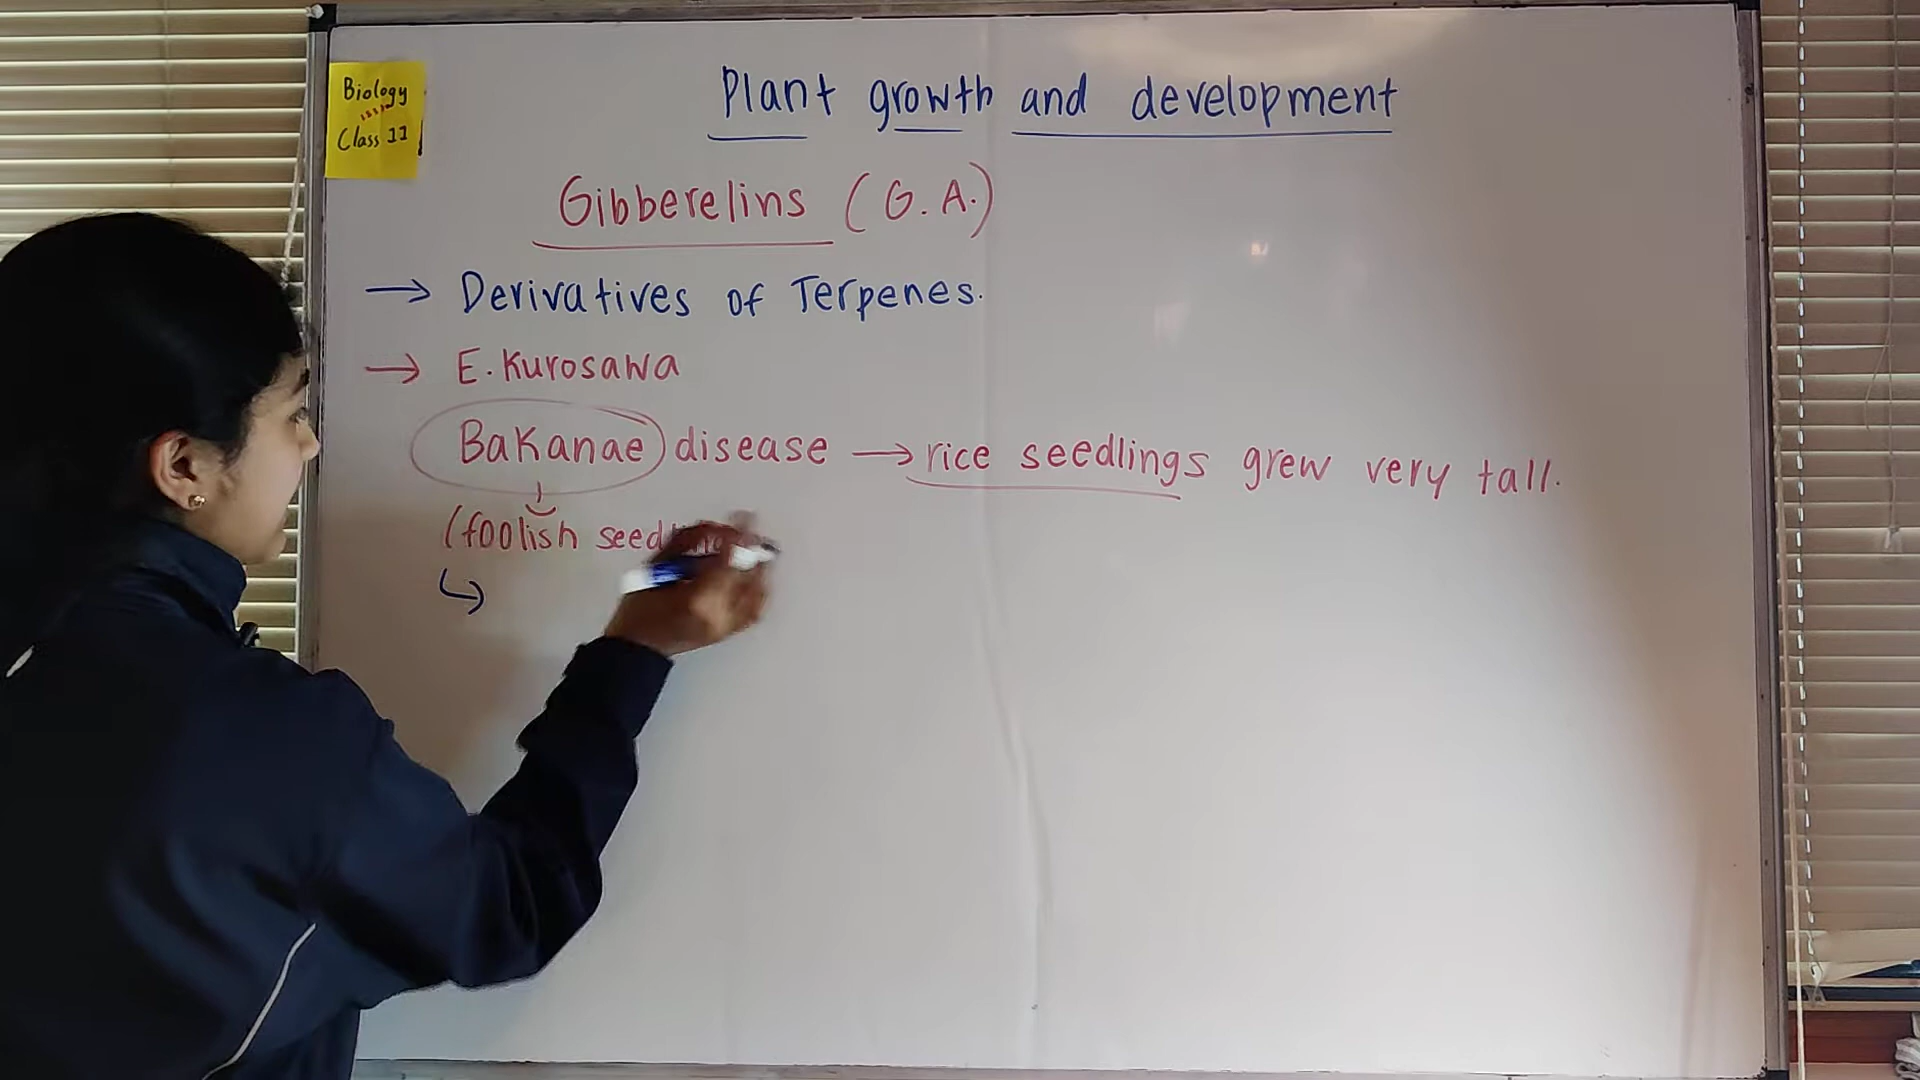 Biology
Class 11
Plant growth and development
Gibberelins (G.A.)
→ Derivatives of Terpenes.
→ E. Kurosawa
Bakanae disease → rice seedlings grew very tall.
(foolish